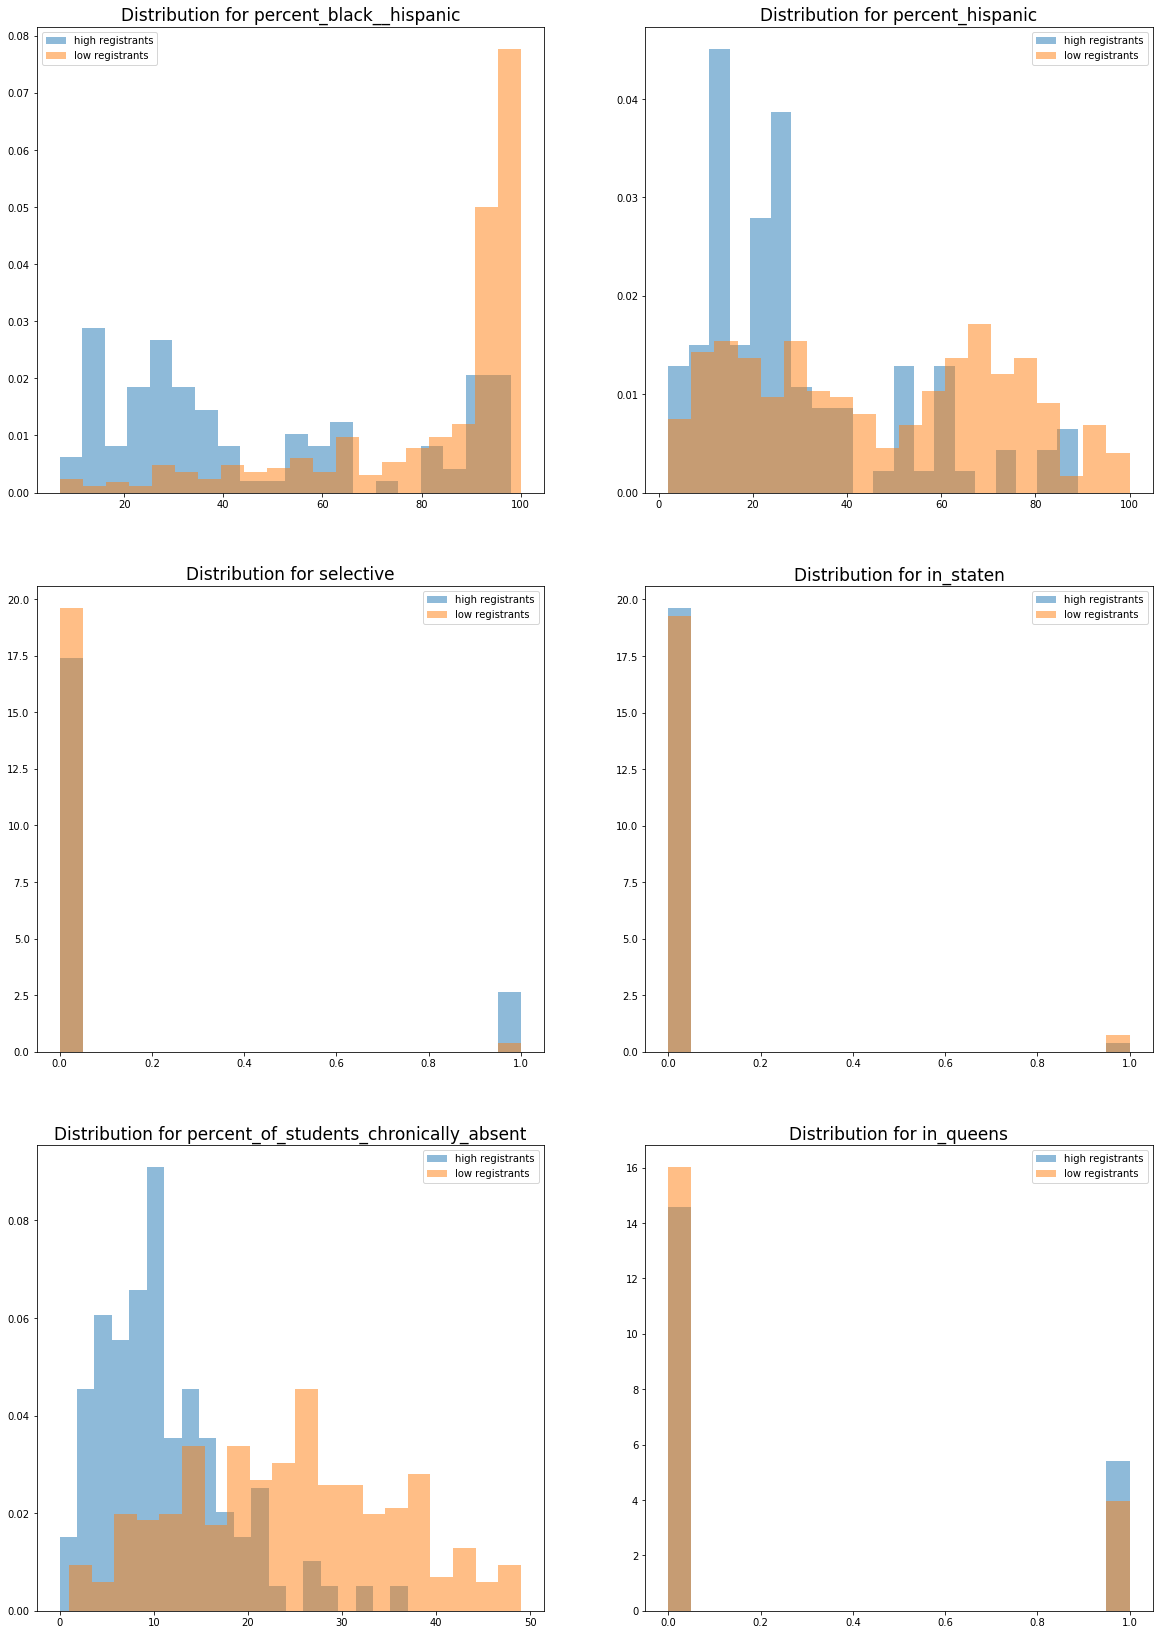 Distribution for percent_black__hispanic
high registrants
low registrants
0.08
0.07
0.06
0.05
0.04
0.03
0.02
0.01
0.00
20 40 60 80 100
Distribution for percent_hispanic
high registrants
low registrants
0.04
0.03
0.02
0.01
0.00
0 20 40 60 80 100
Distribution for selective
high registrants
low registrants
20.0
17.5
15.0
12.5
10.0
7.5
5.0
2.5
0.0
0.0 0.2 0.4 0.6 0.8 1.0
Distribution for in_staten
high registrants
low registrants
20.0
17.5
15.0
12.5
10.0
7.5
5.0
2.5
0.0
0.0 0.2 0.4 0.6 0.8 1.0
Distribution for percent_of_students_chronically_absent
high registrants
low registrants
0.08
0.06
0.04
0.02
0.00
0 10 20 30 40 50
Distribution for in_queens
high registrants
low registrants
16
14
12
10
8
6
4
2
0
0.0 0.2 0.4 0.6 0.8 1.0